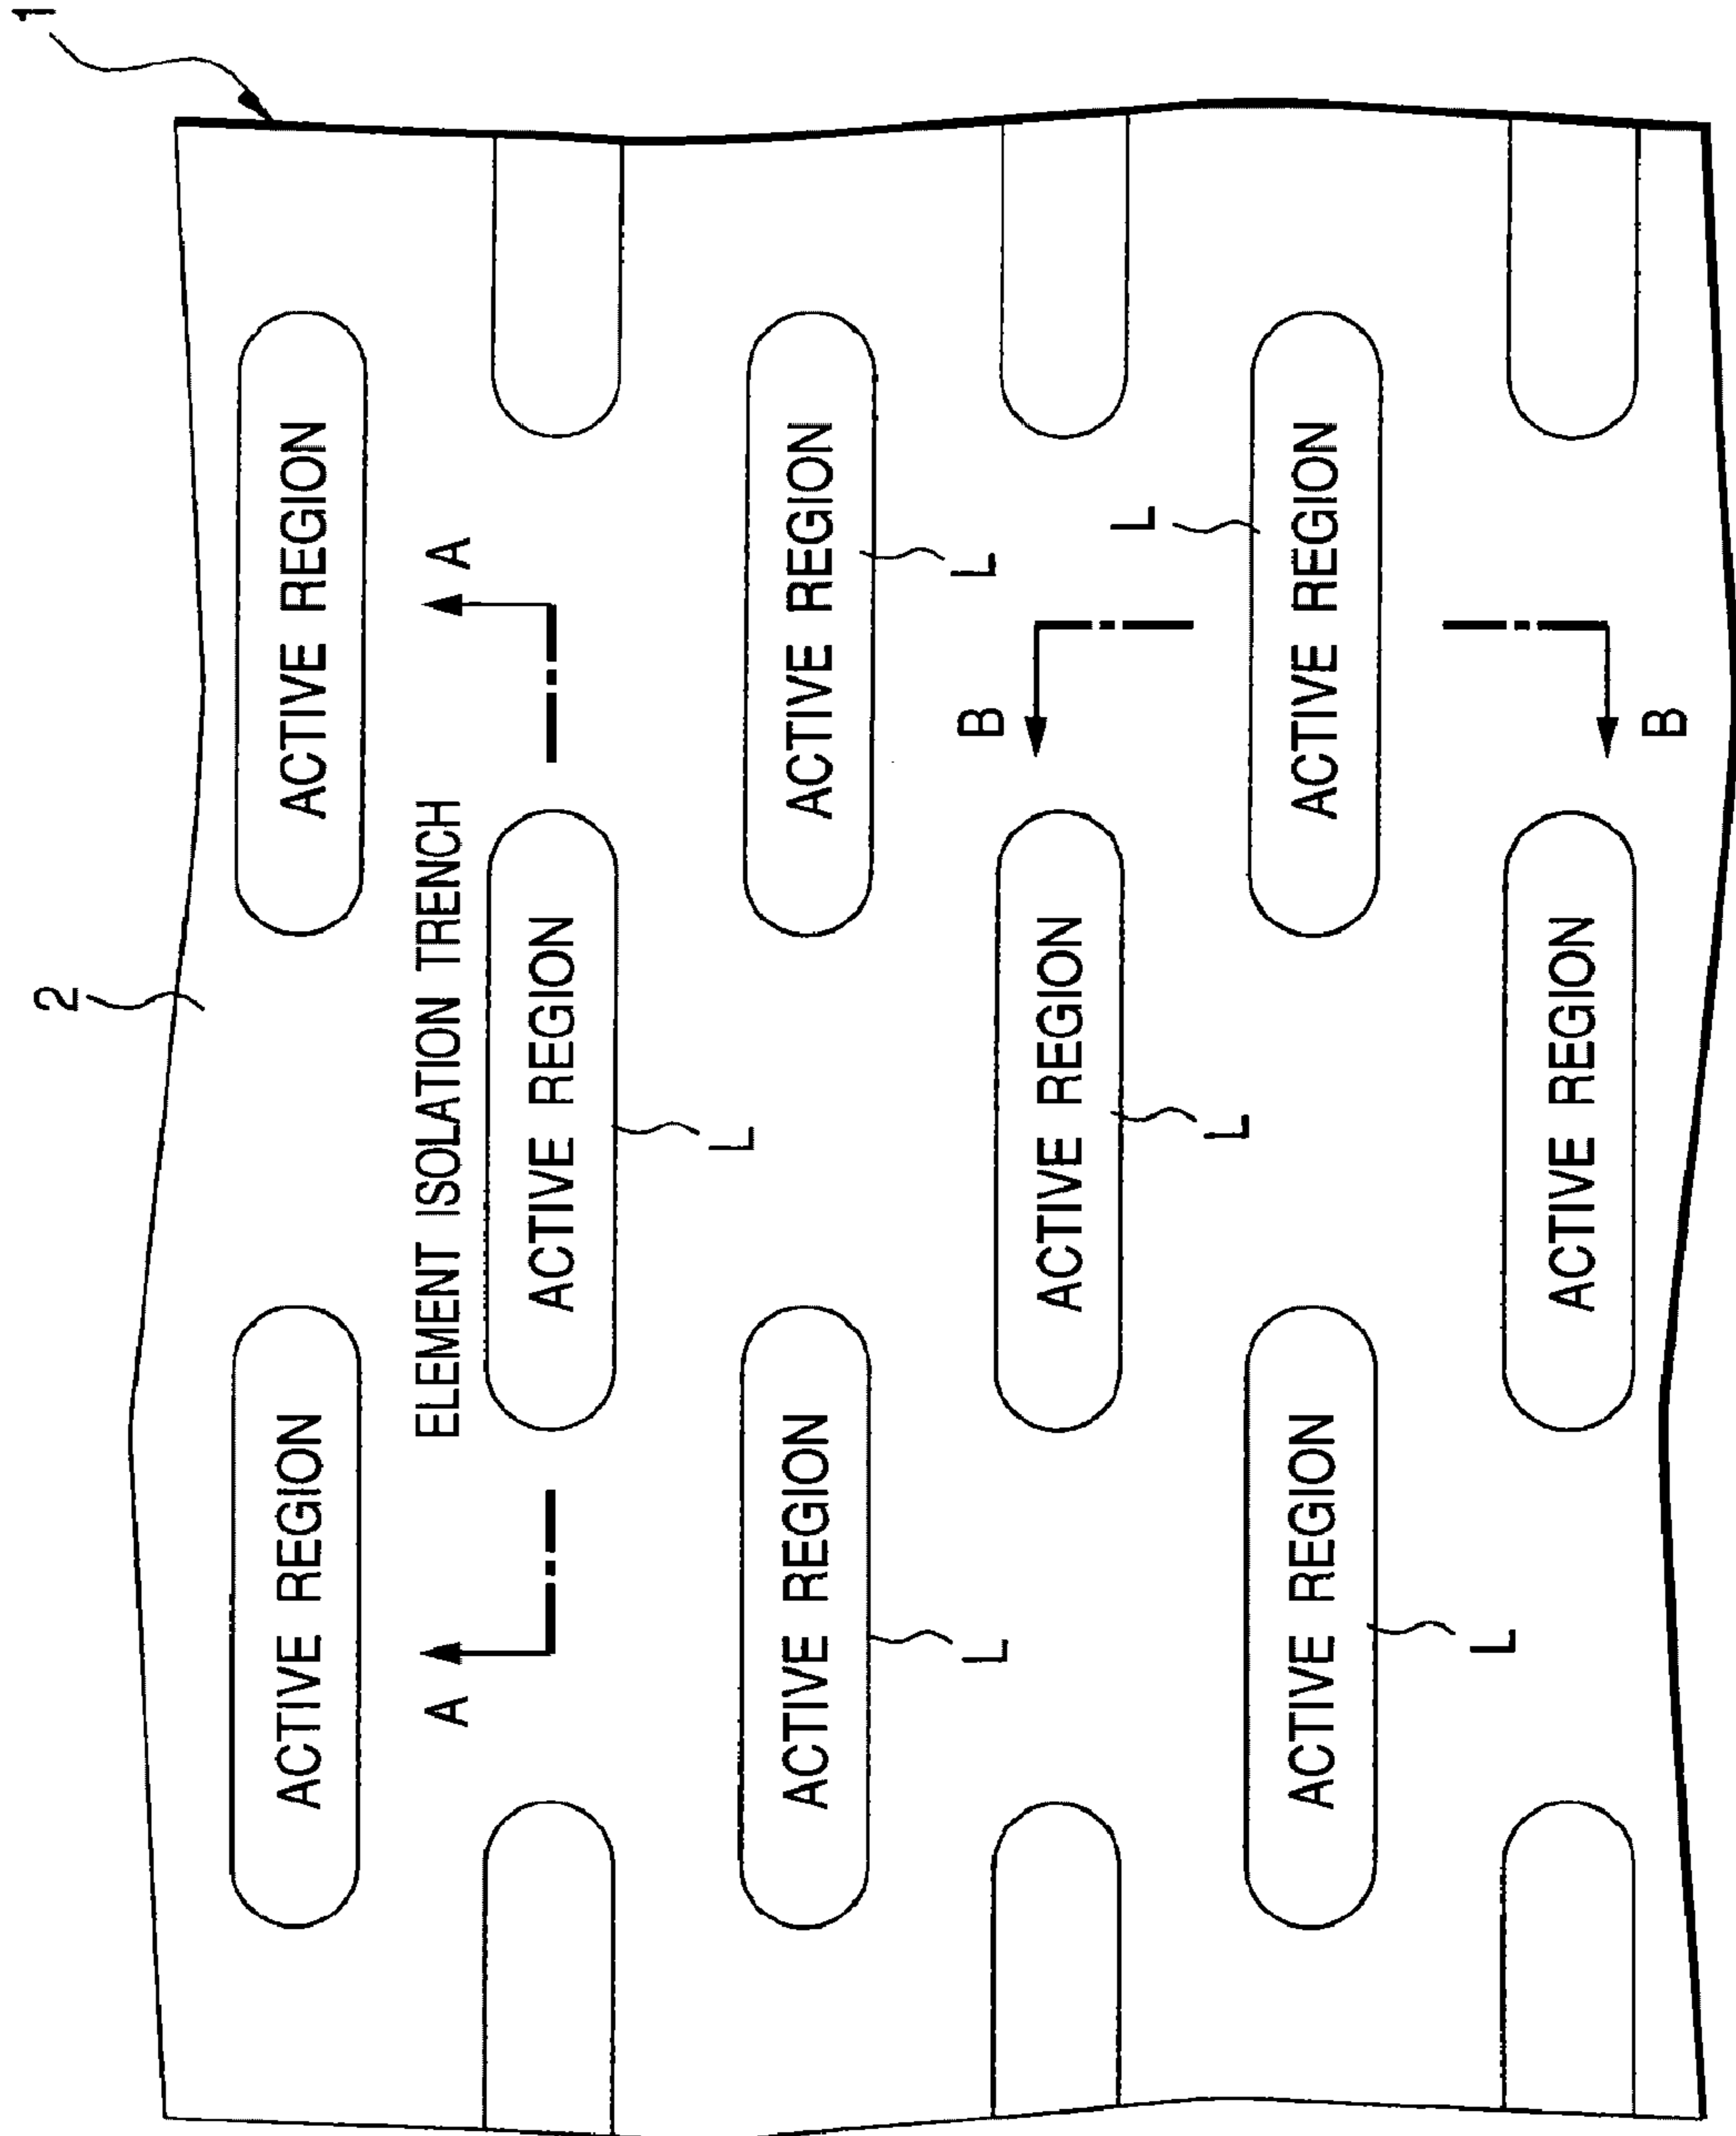 1
2
ACTIVE REGION
ACTIVE REGION
A
ELEMENT ISOLATION TRENCH
A
ACTIVE REGION
L
ACTIVE REGION
ACTIVE REGION
L
B
L
ACTIVE REGION
L
L
ACTIVE REGION
ACTIVE REGION
L
ACTIVE REGION
B